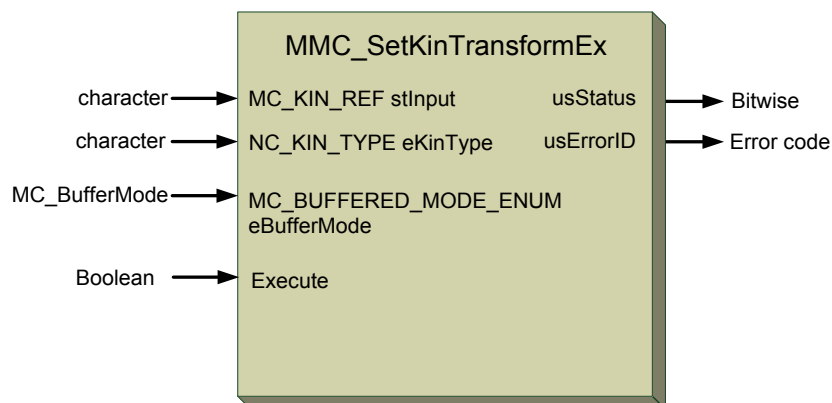 MMC_SetKinTransformEx
character MC_KIN_REF stInput usStatus Bitwise
character NC_KIN_TYPE eKinType usErrorID Error code
MC_BufferMode MC_BUFFERED_MODE_ENUM
eBufferMode
Boolean Execute